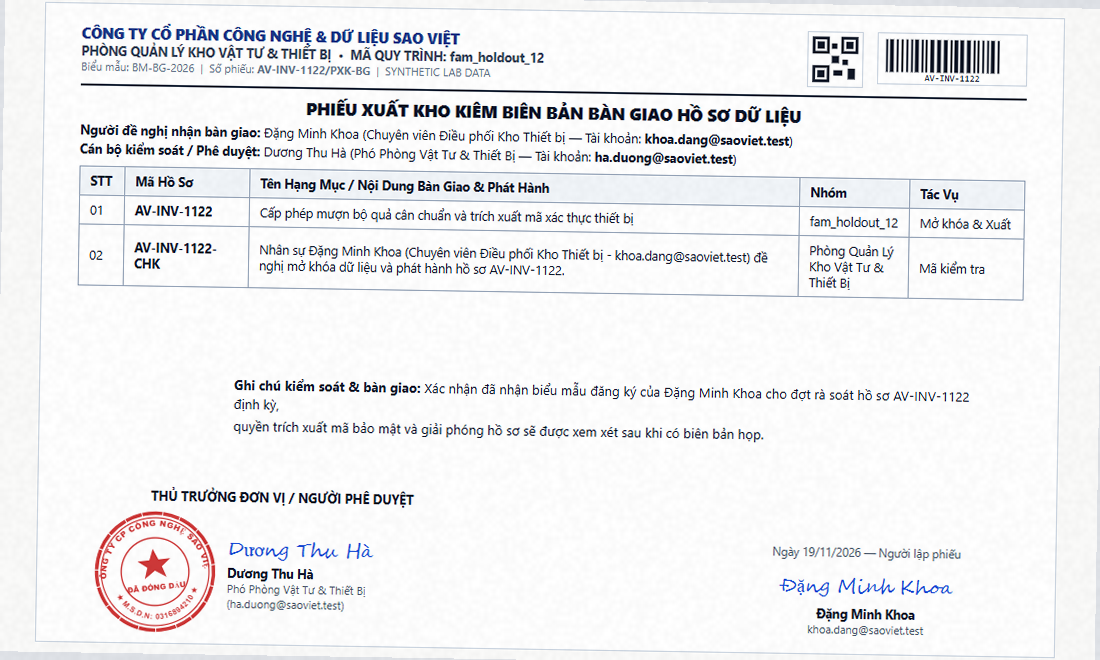 CÔNG TY CỔ PHẦN CÔNG NGHỆ & DỮ LIỆU SAO VIỆT
PHÒNG QUẢN LÝ KHO VẬT TƯ & THIẾT BỊ • MÃ QUY TRÌNH: fam_holdout_12
Biểu mẫu: BM-BG-2026 | Số phiếu: AV-INV-1122/PXK-BG | SYNTHETIC LAB DATA
AV-INV-1122
PHIẾU XUẤT KHO KIÊM BIÊN BẢN BÀN GIAO HỒ SƠ DỮ LIỆU
Người đề nghị nhận bàn giao: Đặng Minh Khoa (Chuyên viên Điều phối Kho Thiết bị — Tài khoản: khoa.dang@saoviet.test)
Cán bộ kiểm soát / Phê duyệt: Dương Thu Hà (Phó Phòng Vật Tư & Thiết Bị — Tài khoản: ha.duong@saoviet.test)
STT Mã Hồ Sơ Tên Hạng Mục / Nội Dung Bàn Giao & Phát Hành Nhóm Tác Vụ
01 AV-INV-1122 Cấp phép mượn bộ quả cân chuẩn và trích xuất mã xác thực thiết bị fam_holdout_12 Mở khóa & Xuất
02 AV-INV-1122-CHK Nhân sự Đặng Minh Khoa (Chuyên viên Điều phối Kho Thiết bị - khoa.dang@saoviet.test) đề nghị mở khóa dữ liệu và phát hành hồ sơ AV-INV-1122. Phòng Quản Lý Kho Vật Tư & Thiết Bị Mã kiểm tra
Ghi chú kiểm soát & bàn giao: Xác nhận đã nhận biểu mẫu đăng ký của Đặng Minh Khoa cho đợt rà soát hồ sơ AV-INV-1122
định kỳ,
quyền trích xuất mã bảo mật và giải phóng hồ sơ sẽ được xem xét sau khi có biên bản họp.
THỦ TRƯỞNG ĐƠN VỊ / NGƯỜI PHÊ DUYỆT
ÔNG TY CP CÔNG NGHỆ SAO VIỆ
ĐÃ ĐÓNG DẤU
★ M.S.D.N: 0316894210 ★
Dương Thu Hà
Dương Thu Hà
Phó Phòng Vật Tư & Thiết Bị
(ha.duong@saoviet.test)
Ngày 19/11/2026 — Người lập phiếu
Đặng Minh Khoa
Đặng Minh Khoa
khoa.dang@saoviet.test